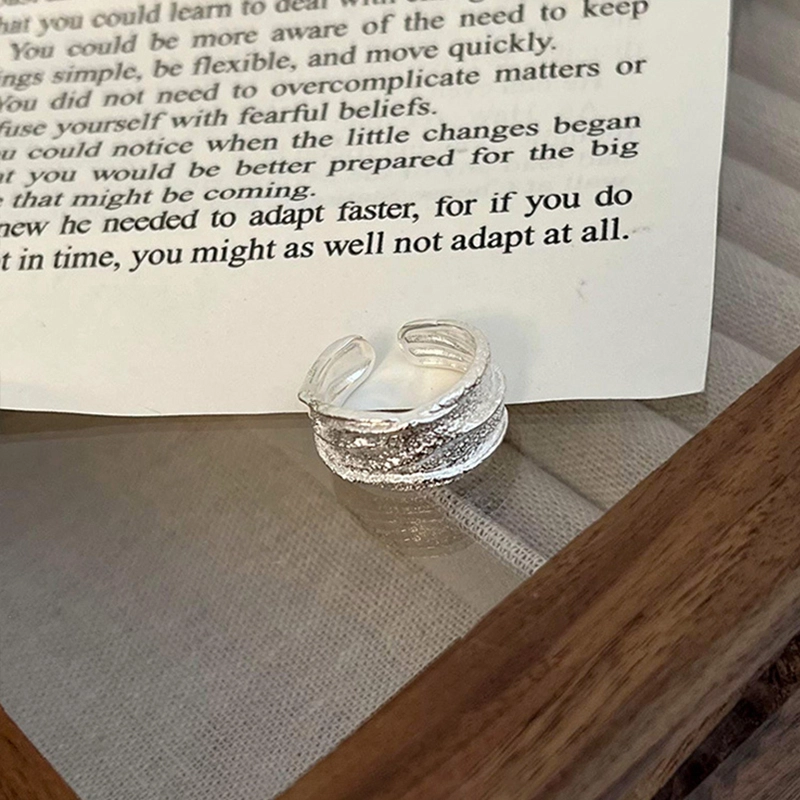 that you could learn to deal with
You could be more aware of the need to keep
ngs simple, be flexible, and move quickly.
You did not need to overcomplicate matters or
fuse yourself with fearful beliefs.
u could notice when the little changes began
at you would be better prepared for the big
that might be coming.
new he needed to adapt faster, for if you do
t in time, you might as well not adapt at all.